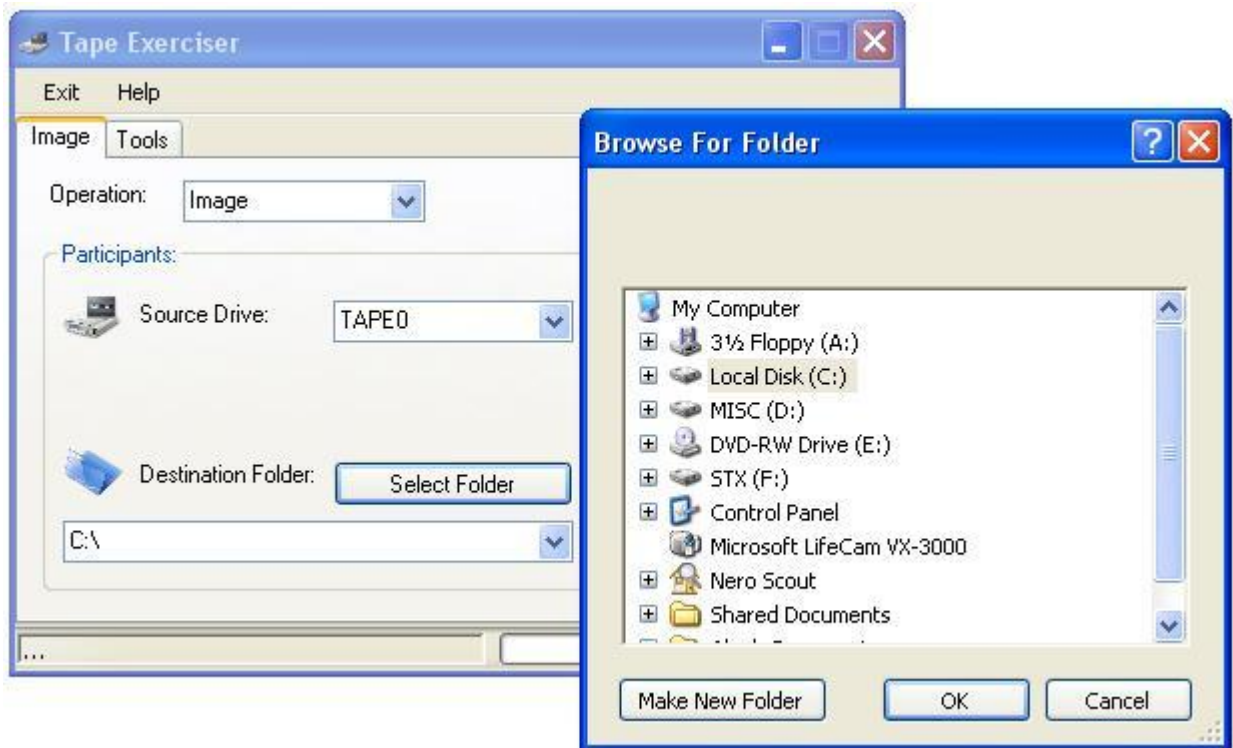 Tape Exerciser
Exit Help
Image Tools
Operation: Image
Participants:
Source Drive: TAPE0
Destination Folder: Select Folder
C:\
...
Browse For Folder
My Computer
3½ Floppy (A:)
Local Disk (C:)
MISC (D:)
DVD-RW Drive (E:)
STX (F:)
Control Panel
Microsoft LifeCam VX-3000
Nero Scout
Shared Documents
Make New Folder OK Cancel